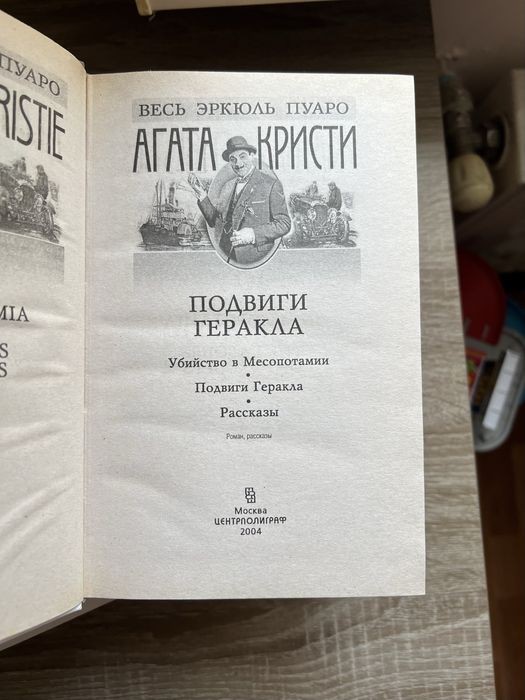 ПУАРО
RISTIE
MIA
S
S
ВЕСЬ ЭРКЮЛЬ ПУАРО
АГАТА КРИСТИ
ПОДВИГИ
ГЕРАКЛА
Убийство в Месопотамии
•
Подвиги Геракла
•
Рассказы
Роман, рассказы
Москва
ЦЕНТРПОЛИГРАФ
2004